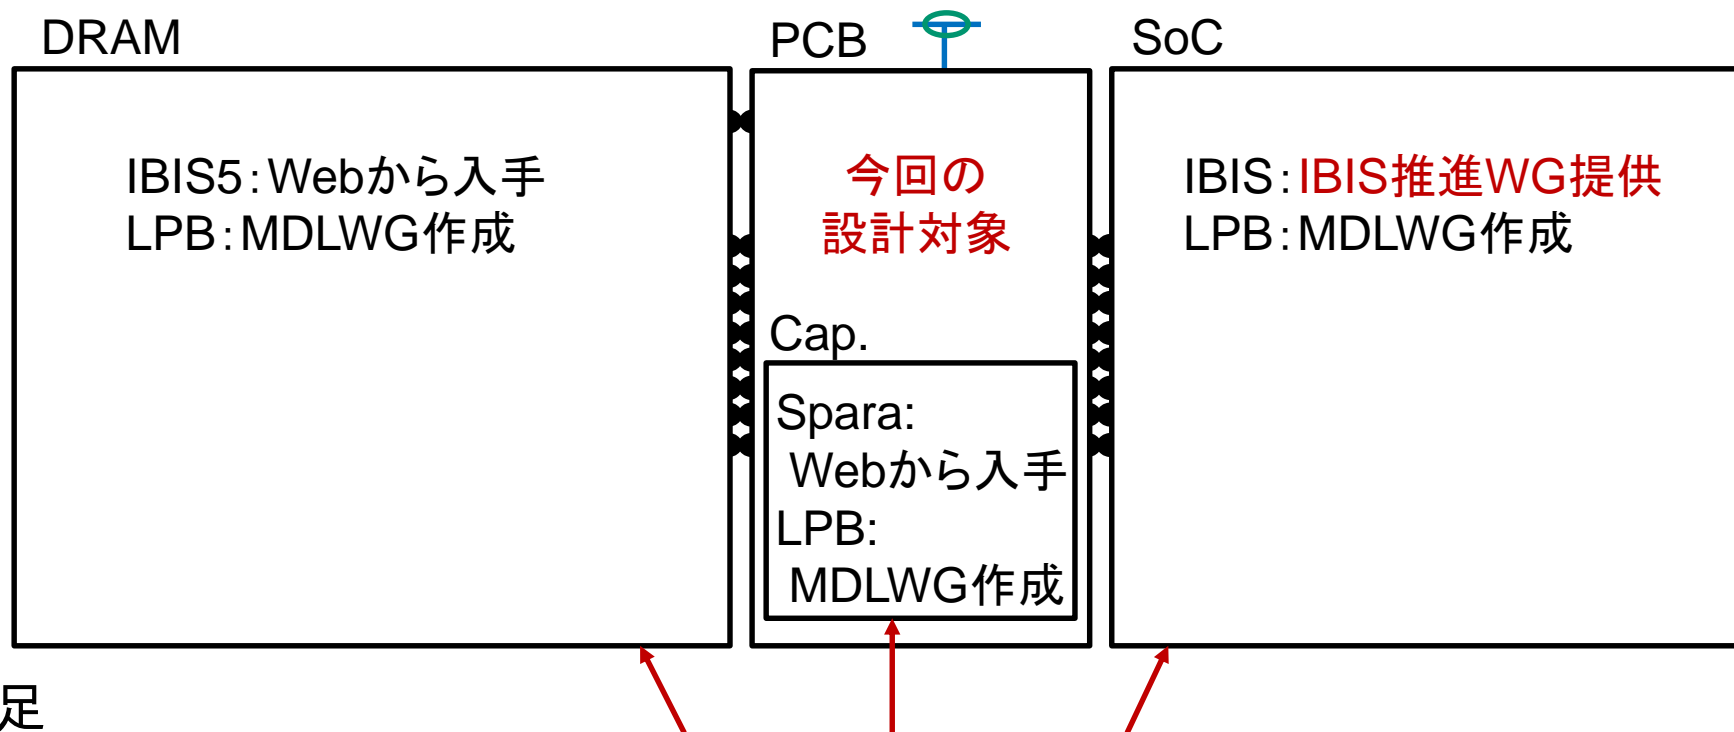 DRAM
IBIS5：Webから入手
LPB：MDLWG作成
PCB
今回の
設計対象
Cap.
Spara:
Webから入手
LPB:
MDLWG作成
SoC
IBIS：IBIS推進WG提供
LPB：MDLWG作成
足